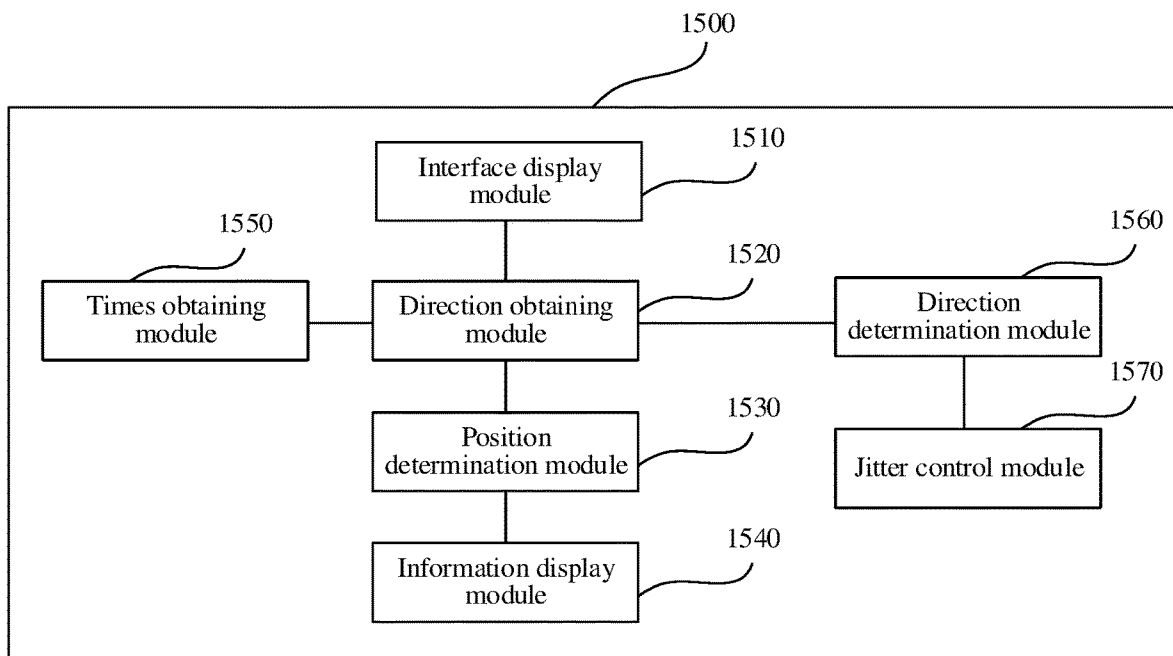 1500
1510
Interface display
module
1550
1520
1560
Times obtaining
module
Direction obtaining
module
Direction
determination module
1530
1570
Position
determination module
Jitter control module
1540
Information display
module